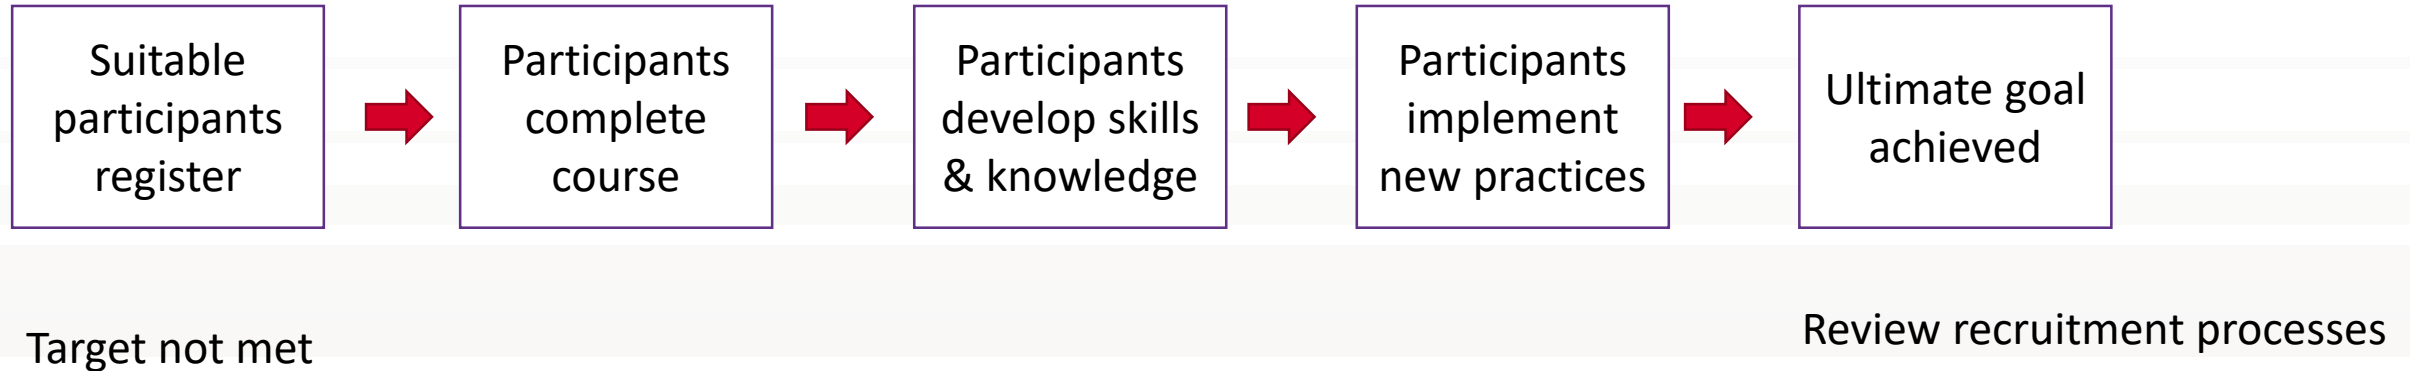 Suitable
participants
register
Participants
complete
course
Participants
develop skills
& knowledge
Participants
implement
new practices
Ultimate goal
achieved
Target not met
Review recruitment processes